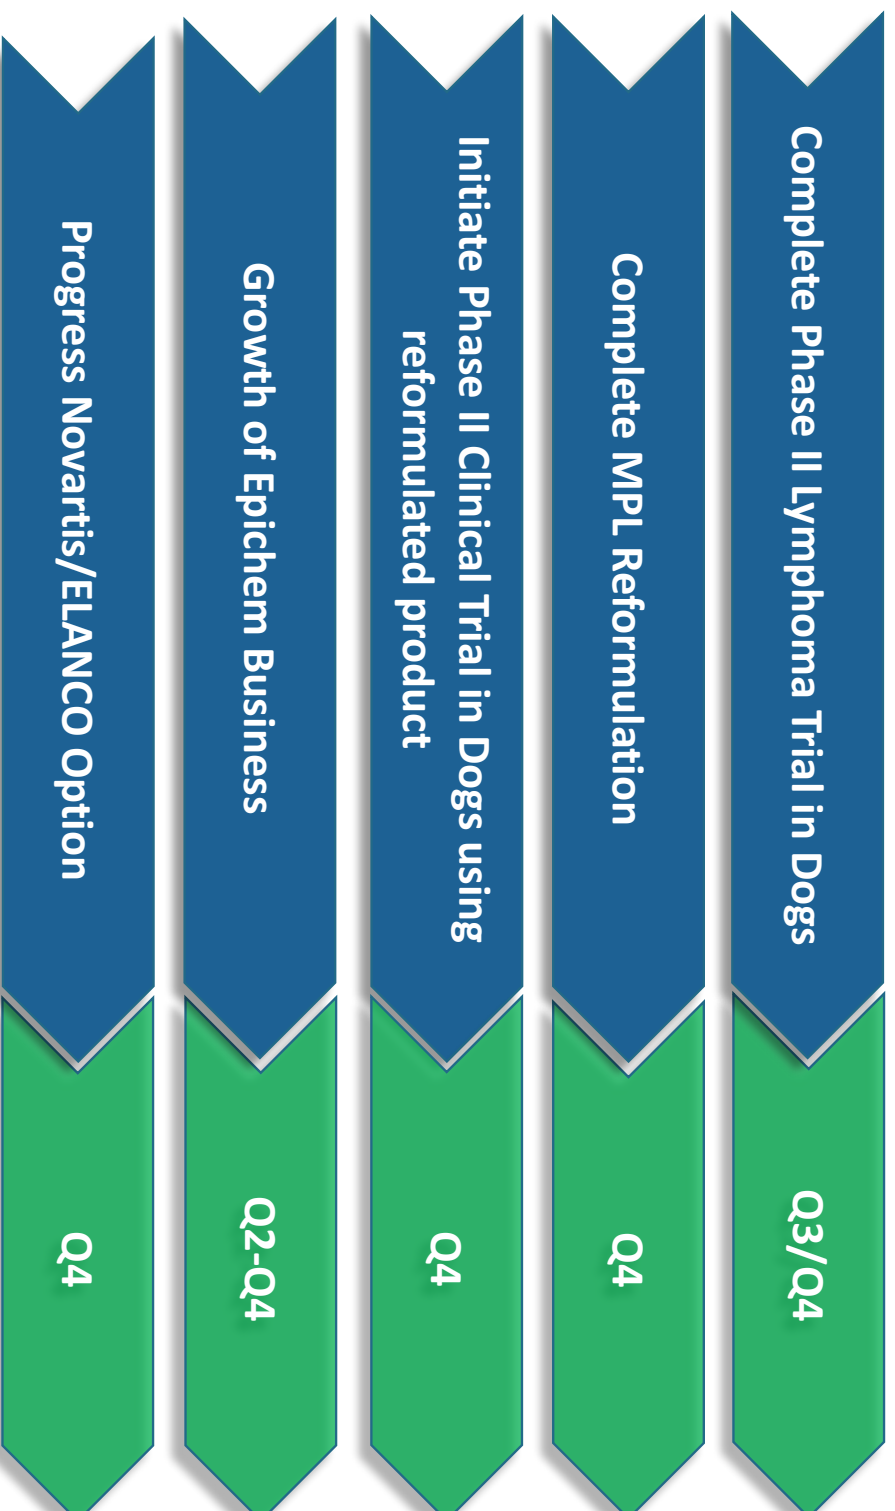 Complete Phase II Lymphoma Trial in Dogs
Q3/Q4
Complete MPL Reformulation
Q4
Initiate Phase II Clinical Trial in Dogs using
reformulated product
Q4
Growth of Epichem Business
Q2-Q4
Progress Novartis/ELANCO Option
Q4